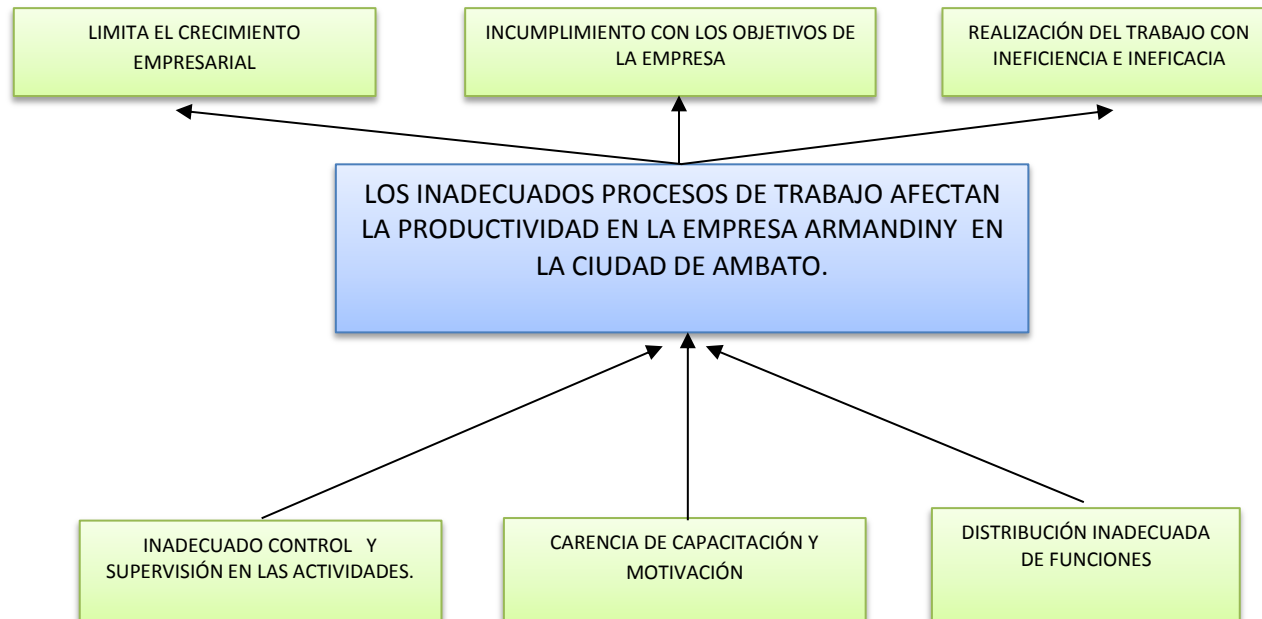 LIMITA EL CRECIMIENTO
EMPRESARIAL
INCUMPLIMIENTO CON LOS OBJETIVOS DE
LA EMPRESA
REALIZACIÓN DEL TRABAJO CON
INEFICIENCIA E INEFICACIA
LOS INADECUADOS PROCESOS DE TRABAJO AFECTAN
LA PRODUCTIVIDAD EN LA EMPRESA ARMANDINY EN
LA CIUDAD DE AMBATO.
INADECUADO CONTROL Y
SUPERVISIÓN EN LAS ACTIVIDADES.
CARENCIA DE CAPACITACIÓN Y
MOTIVACIÓN
DISTRIBUCIÓN INADECUADA
DE FUNCIONES